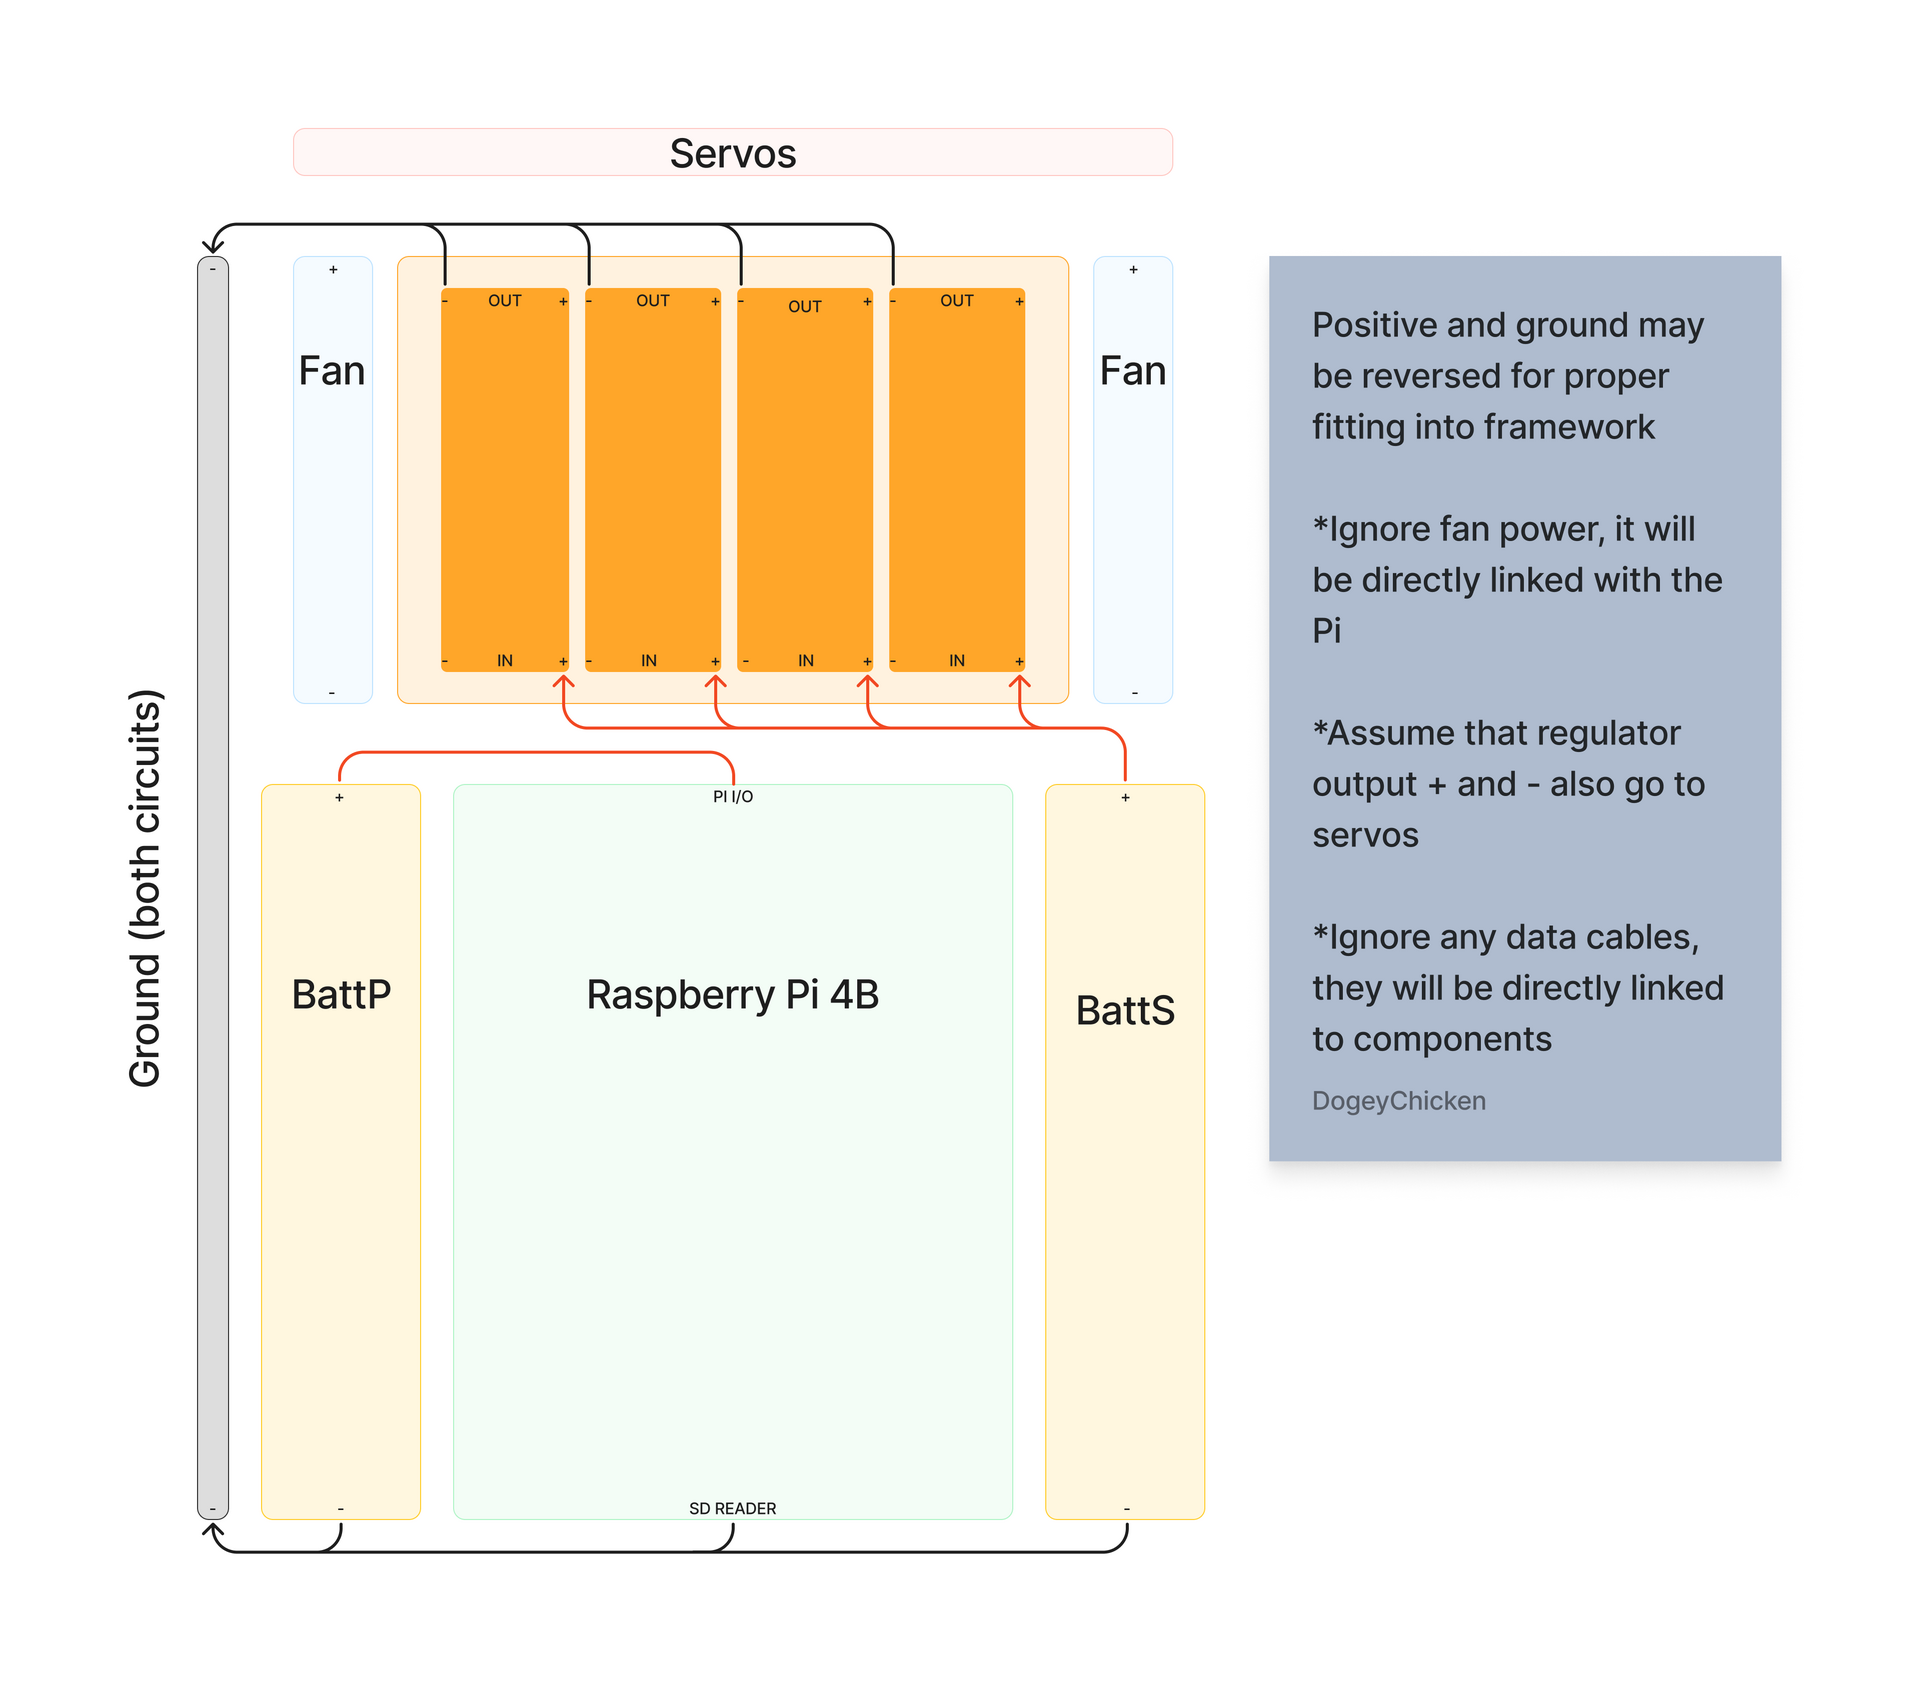 Servos
-
+
+
- OUT +
- OUT +
- OUT +
- OUT +
Fan
Fan
- IN +
- IN +
- IN +
- IN +
-
-
Ground (both circuits)
+
PI I/O
+
BattP
Raspberry Pi 4B
BattS
-
-
SD READER
-
Positive and ground may
be reversed for proper
fitting into framework
*Ignore fan power, it will
be directly linked with the
Pi
*Assume that regulator
output + and - also go to
servos
*Ignore any data cables,
they will be directly linked
to components
DogeyChicken